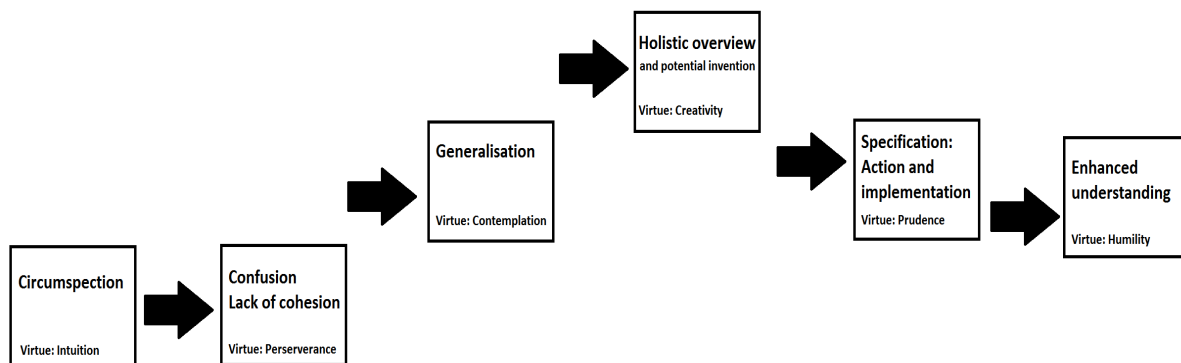 Circumspection
Virtue: Intuition
Confusion
Lack of cohesion
Virtue: Perserverance
Generalisation
Virtue: Contemplation
Holistic overview
and potential invention
Virtue: Creativity
Specification:
Action and
implementation
Virtue: Prudence
Enhanced
understanding
Virtue: Humility